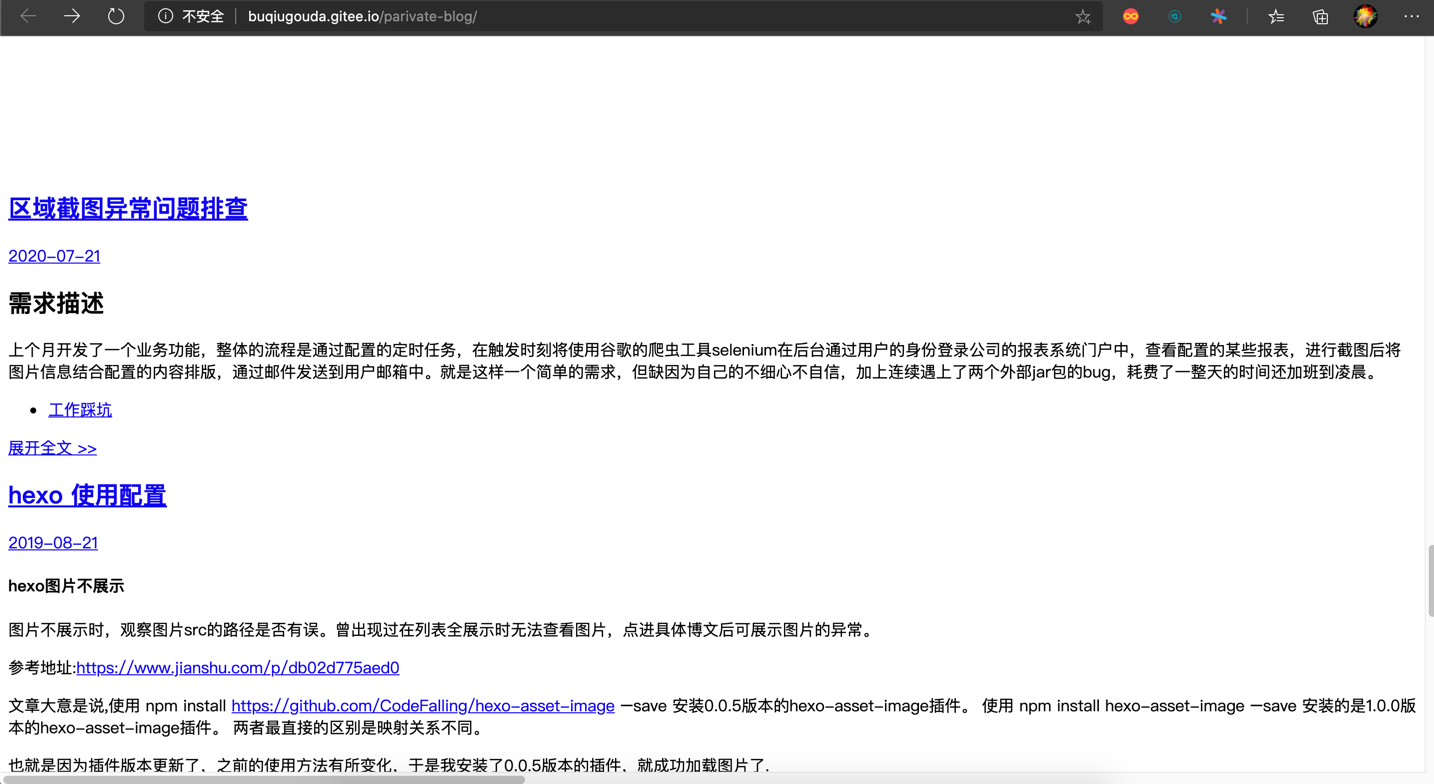 不安全 buqiugouda.gitee.io/parivate-blog/
区域截图异常问题排查
2020-07-21
需求描述
上个月开发了一个业务功能，整体的流程是通过配置的定时任务，在触发时刻将使用谷歌的爬虫工具selenium在后台通过用户的身份登录公司的报表系统门户中，查看配置的某些报表，进行截图后将
图片信息结合配置的内容排版，通过邮件发送到用户邮箱中。就是这样一个简单的需求，但缺因为自己的不细心不自信，加上连续遇上了两个外部jar包的bug，耗费了一整天的时间还加班到凌晨。
工作踩坑
展开全文 >>
hexo 使用配置
2019-08-21
hexo图片不展示
图片不展示时，观察图片src的路径是否有误。曾出现过在列表全展示时无法查看图片，点进具体博文后可展示图片的异常。
参考地址:https://www.jianshu.com/p/db02d775aed0
文章大意是说,使用 npm install https://github.com/CodeFalling/hexo-asset-image —save 安装0.0.5版本的hexo-asset-image插件。 使用 npm install hexo-asset-image —save 安装的是1.0.0版
本的hexo-asset-image插件。 两者最直接的区别是映射关系不同。
也就是因为插件版本更新了，之前的使用方法有所变化，于是我安装了0.0.5版本的插件，就成功加载图片了.